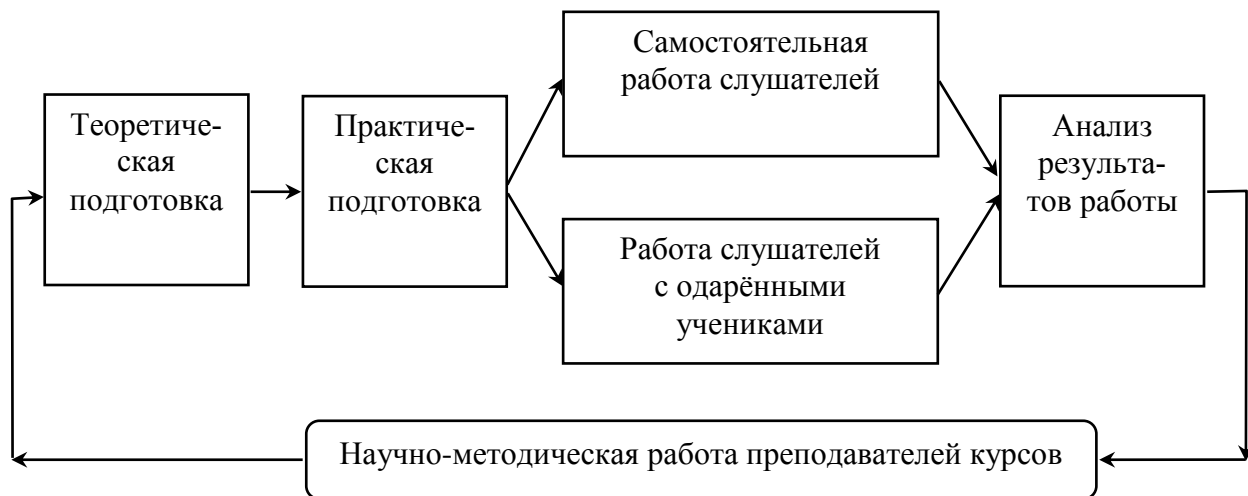 Теоретиче-
ская
подготовка
Практиче-
ская
подготовка
Самостоятельная
работа слушателей
Работа слушателей
с одарёнными
учениками
Анализ
результа-
тов работы
Научно-методическая работа преподавателей курсов